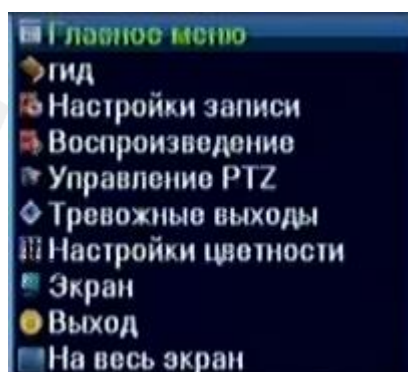 Главное меню
гид
Настройки записи
Воспроизведение
Управление PTZ
Тревожные выходы
Настройки цветности
Экран
Выход
На весь экран